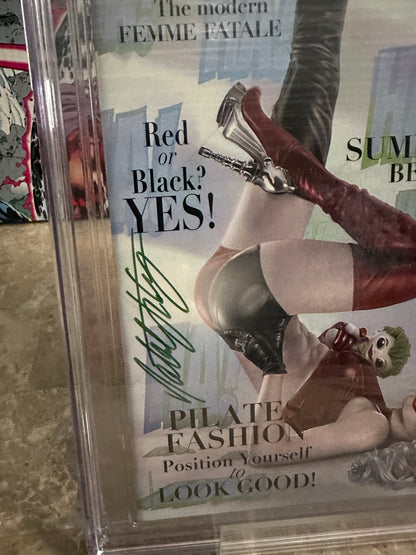 The modern
FEMME FATALE
Red
or
Black?
YES!
SUM
BE
PILATE
FASHION
Position Yourself
to
LOOK GOOD!